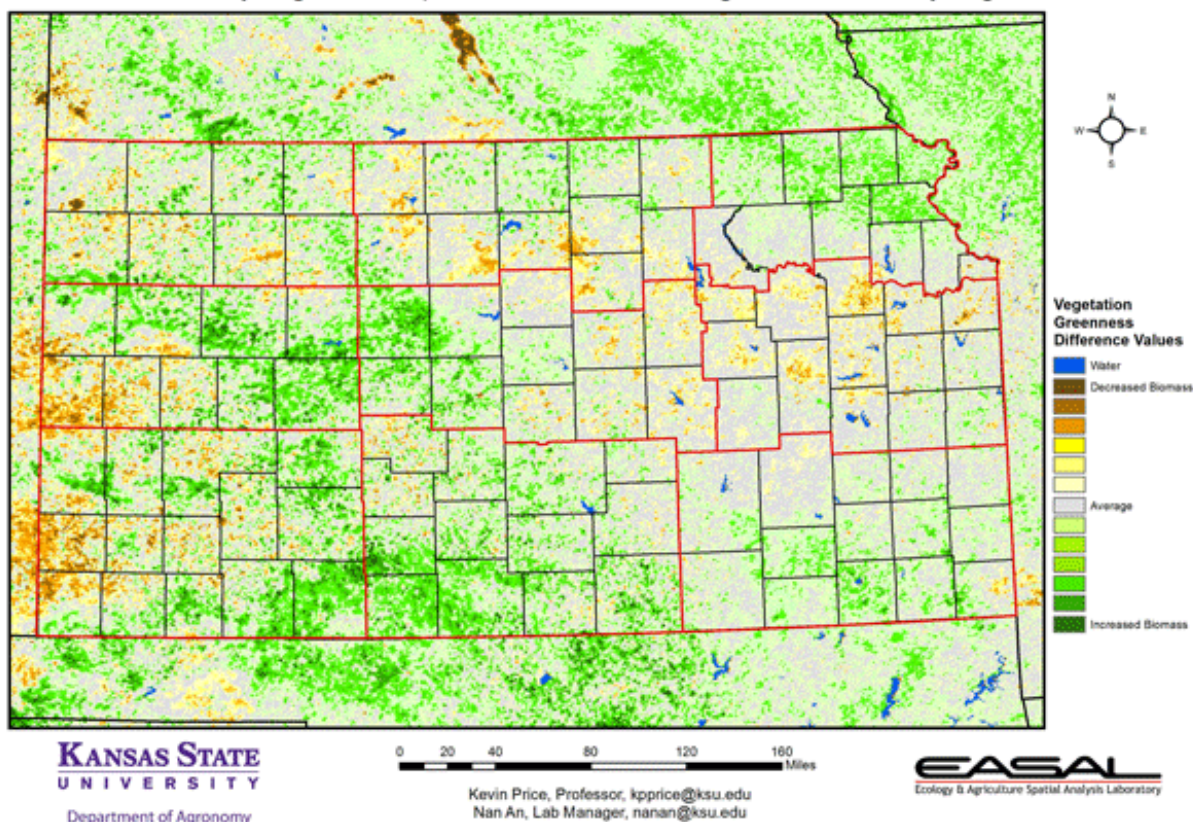 N
W E
S
Vegetation
Greenness
Difference Values
Water
Decreased Biomass
Average
Increased Biomass
KANSAS STATE
UNIVERSITY
Department of Agronomy
0 20 40 80 120 160
Miles
Kevin Price, Professor, kpprice@ksu.edu
Nan An, Lab Manager, nanan@ksu.edu
EASAL
Ecology & Agriculture Spatial Analysis Laboratory